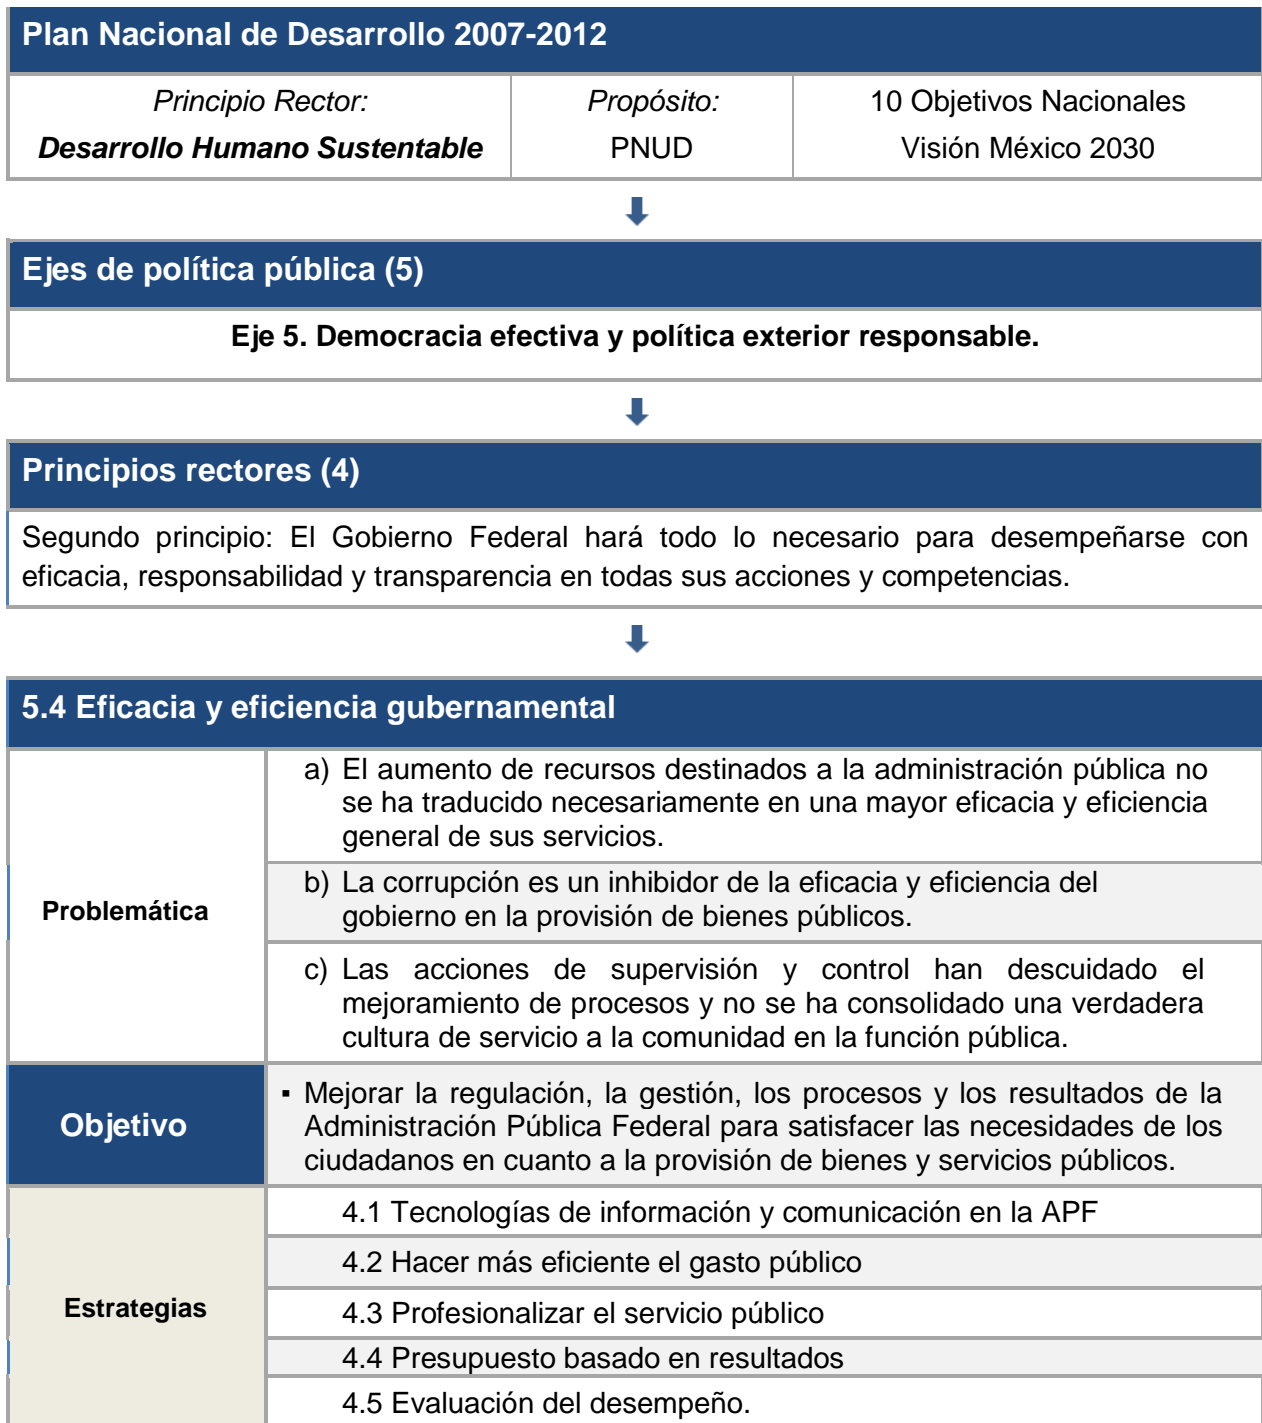 Plan Nacional de Desarrollo 2007-2012
Principio Rector:
Desarrollo Humano Sustentable
Propósito:
PNUD
10 Objetivos Nacionales
Visión México 2030
Ejes de política pública (5)
Eje 5. Democracia efectiva y política exterior responsable.
Principios rectores (4)
Segundo principio: El Gobierno Federal hará todo lo necesario para desempeñarse con
eficacia, responsabilidad y transparencia en todas sus acciones y competencias.
5.4 Eficacia y eficiencia gubernamental
Problemática
a) El aumento de recursos destinados a la administración pública no
se ha traducido necesariamente en una mayor eficacia y eficiencia
general de sus servicios.
b) La corrupción es un inhibidor de la eficacia y eficiencia del
gobierno en la provisión de bienes públicos.
c) Las acciones de supervisión y control han descuidado el
mejoramiento de procesos y no se ha consolidado una verdadera
cultura de servicio a la comunidad en la función pública.
Objetivo
▪ Mejorar la regulación, la gestión, los procesos y los resultados de la
Administración Pública Federal para satisfacer las necesidades de los
ciudadanos en cuanto a la provisión de bienes y servicios públicos.
Estrategias
4.1 Tecnologías de información y comunicación en la APF
4.2 Hacer más eficiente el gasto público
4.3 Profesionalizar el servicio público
4.4 Presupuesto basado en resultados
4.5 Evaluación del desempeño.